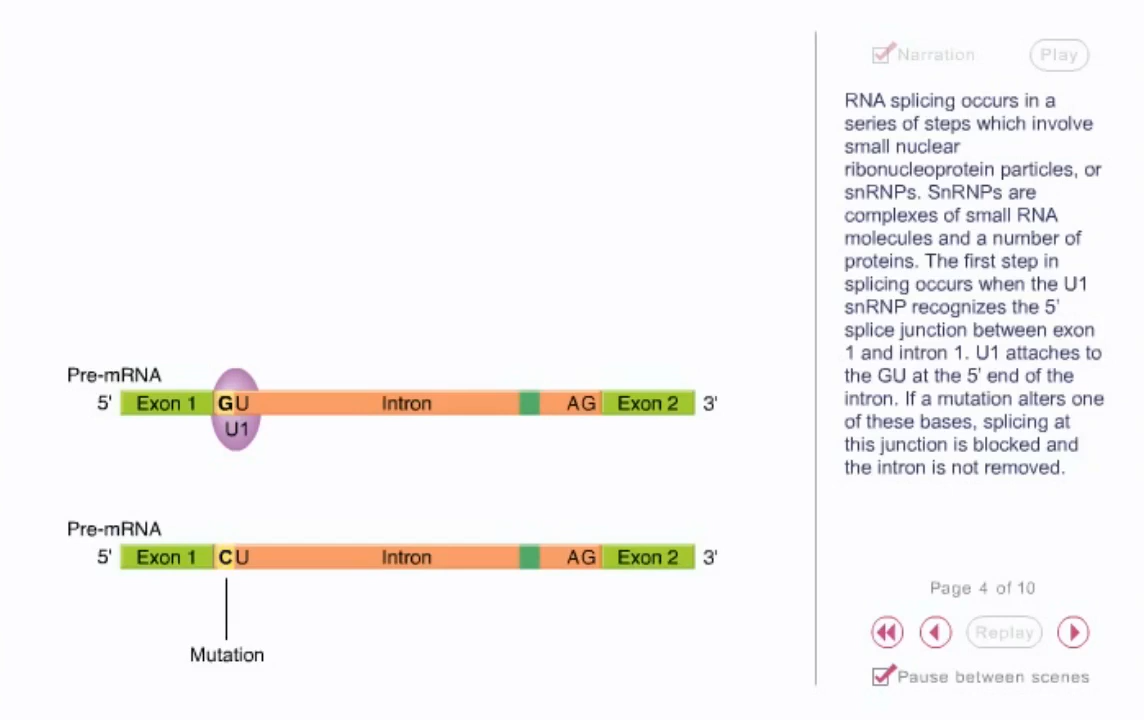 Narration
Play
RNA splicing occurs in a
series of steps which involve
small nuclear
ribonucleoprotein particles, or
snRNPs. SnRNPs are
complexes of small RNA
molecules and a number of
proteins. The first step in
splicing occurs when the U1
snRNP recognizes the 5'
splice junction between exon
1 and intron 1. U1 attaches to
the GU at the 5' end of the
intron. If a mutation alters one
of these bases, splicing at
this junction is blocked and
the intron is not removed.
Pre-mRNA
5' Exon 1 GU Intron AG Exon 2 3'
U1
Pre-mRNA
5' Exon 1 CU Intron AG Exon 2 3'
Mutation
Page 4 of 10
Replay
Pause between scenes